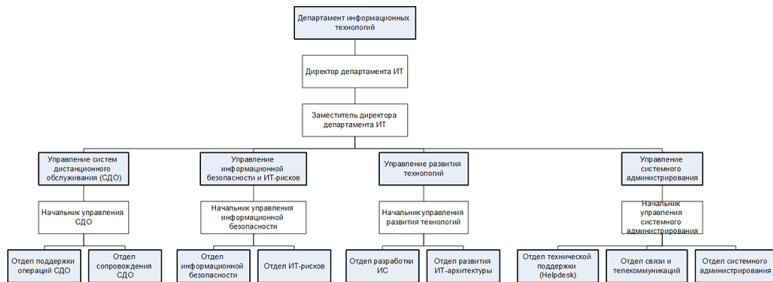 Департамент информационных
технологий
Директор департамента ИТ
Заместитель директора
департамента ИТ
Управление систем
дистанционного
обслуживания (СДО)
Управление
информационной
безопасности и ИТ-рисков
Управление развития
технологий
Управление
системного
администрирования
Начальник управления
СДО
Начальник управления
информационной
безопасности
Начальник управления
развития технологий
Начальник
управления
системного
администрирования
Отдел поддержки
операций СДО
Отдел
сопровождения
СДО
Отдел
информационной
безопасности
Отдел ИТ-рисков
Отдел разработки
ИС
Отдел развития
ИТ-архитектуры
Отдел технической
поддержки
(Helpdesk)
Отдел связи и
телекоммуникаций
Отдел системного
администрирования